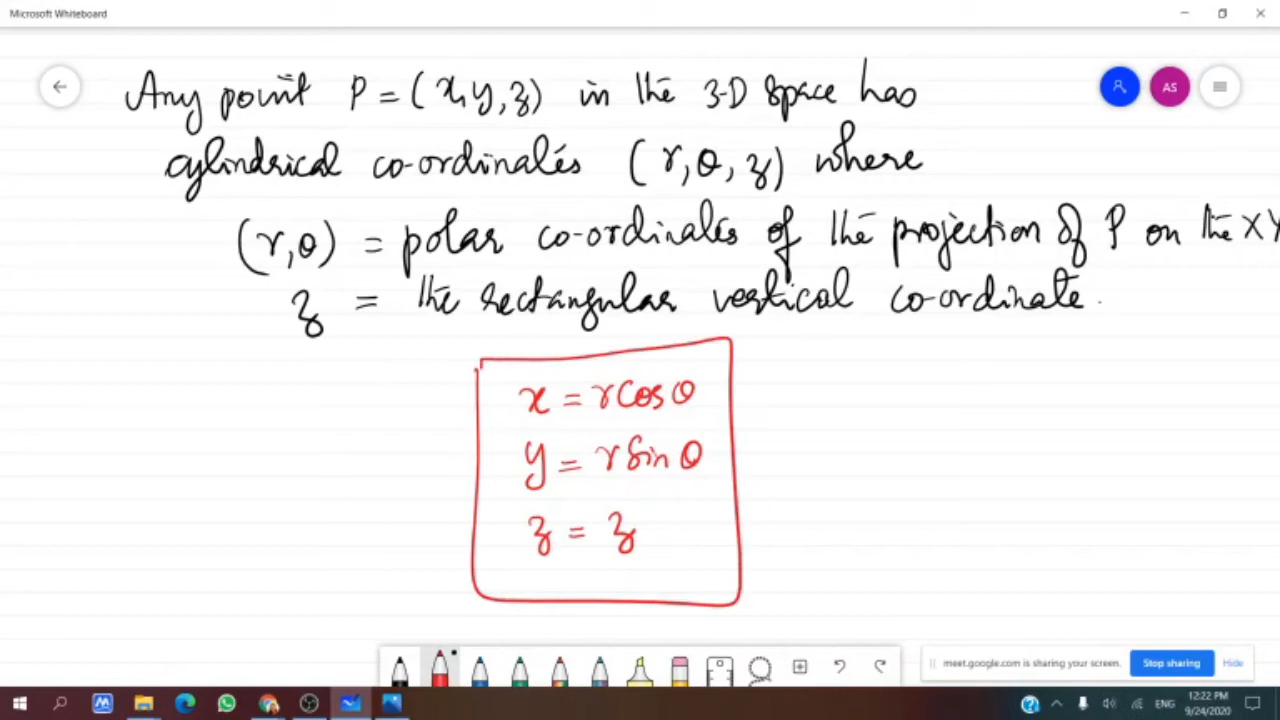 Microsoft Whiteboard
Any point P = (x, y, z) in the 3-D space has
AS
cylindrical co-ordinates (r, θ, z) where
(r, θ) = polar co-ordinates of the projection of P on the XY
z = the rectangular vertical co-ordinate.
x = r cos θ
y = r sin θ
z = z
meet.google.com is sharing your screen. Stop sharing Hide
ENG
12:22 PM
9/24/2020